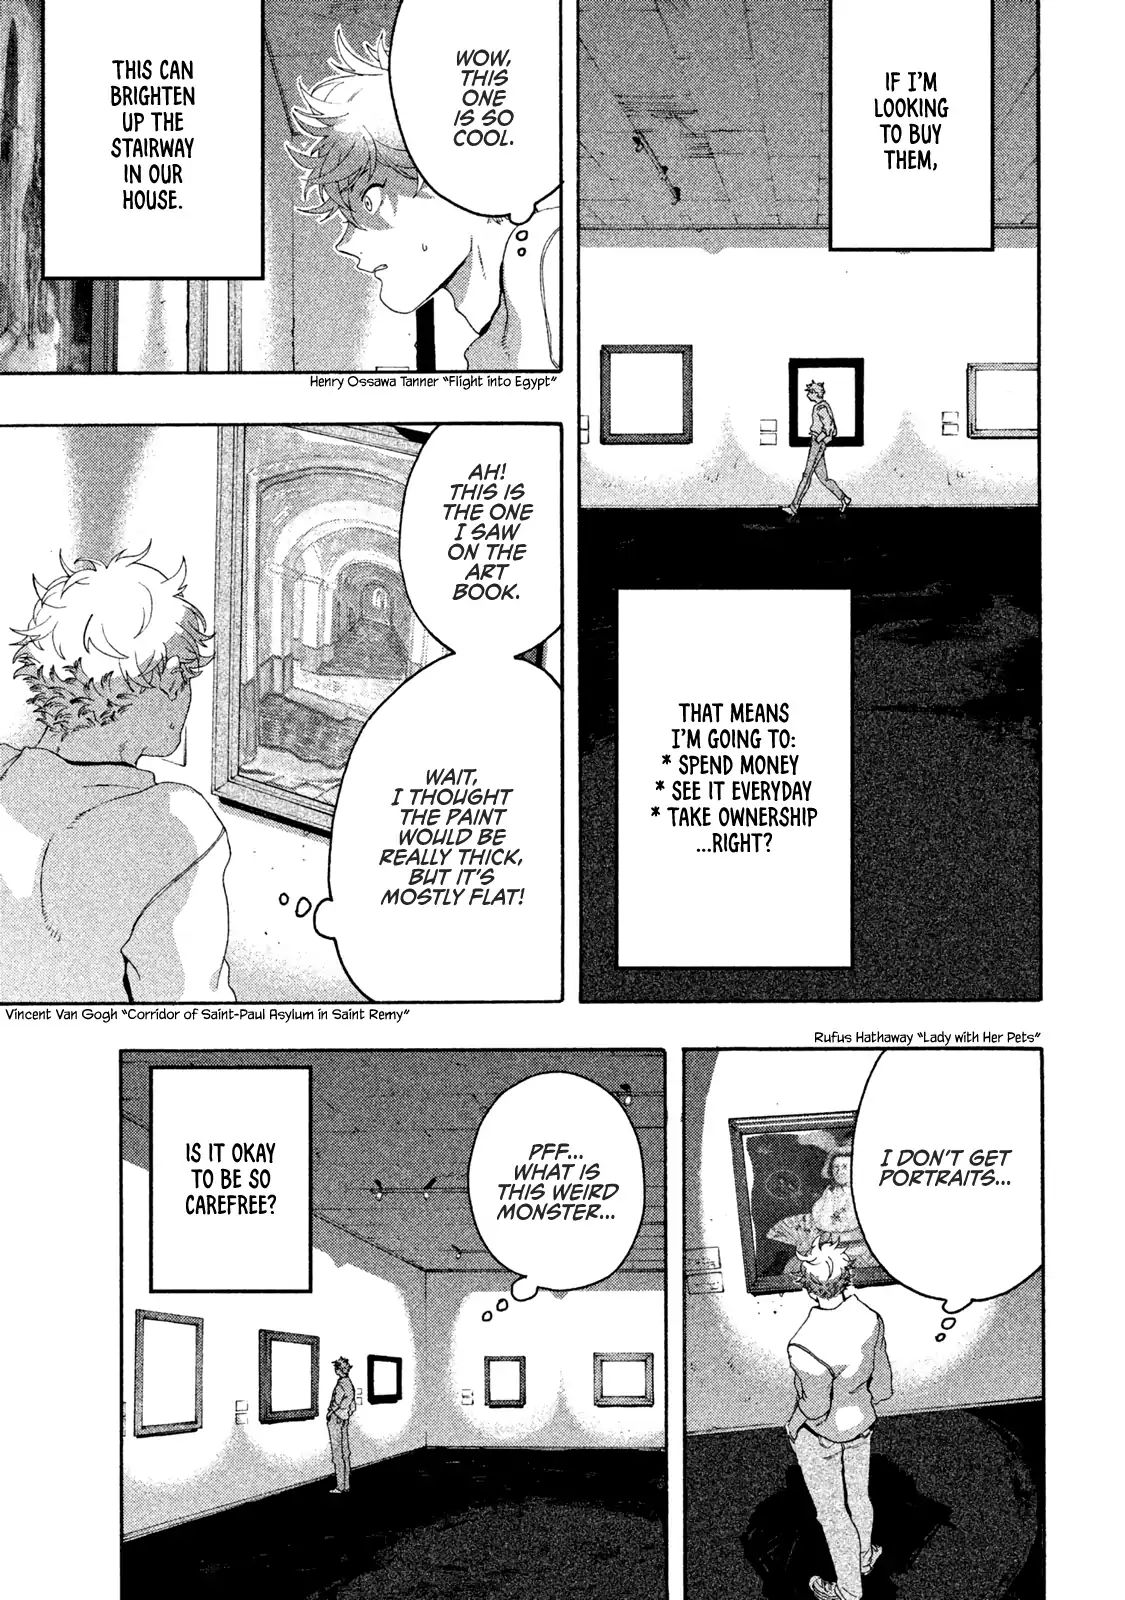 IF I'M
LOOKING
TO BUY
THEM,
THAT MEANS
I'M GOING TO:
* SPEND MONEY
* SEE IT EVERYDAY
* TAKE OWNERSHIP
...RIGHT?
WOW,
THIS
ONE
IS SO
COOL.
THIS CAN
BRIGHTEN
UP THE
STAIRWAY
IN OUR
HOUSE.
Henry Ossawa Tanner "Flight into Egypt"
AH!
THIS IS
THE ONE
I SAW
ON THE
ART
BOOK.
WAIT,
I THOUGHT
THE PAINT
WOULD BE
REALLY THICK,
BUT IT'S
MOSTLY FLAT!
Vincent Van Gogh "Corridor of Saint-Paul Asylum in Saint Remy"
Rufus Hathaway "Lady with Her Pets"
I DON'T GET
PORTRAITS...
PFF...
WHAT IS
THIS WEIRD
MONSTER...
IS IT OKAY
TO BE SO
CAREFREE?